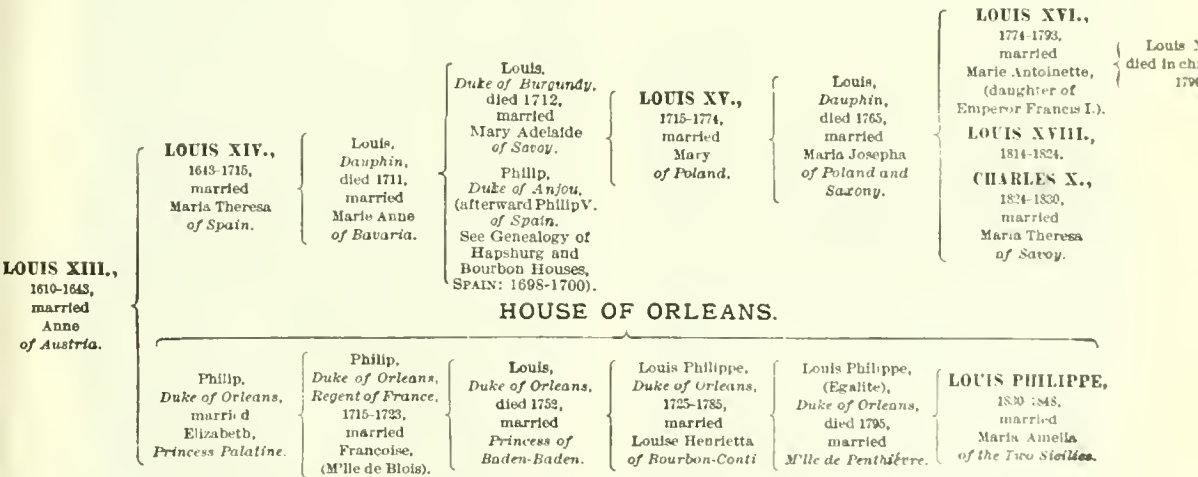 LOUIS XIII.,
1610-1643,
married
Anne
of Austria.
LOUIS XIV.,
1643-1715,
married
Maria Theresa
of Spain.
Louis,
Dauphin,
died 1711,
married
Marie Anne
of Bavaria.
Louis,
Duke of Burgundy,
died 1712,
married
Mary Adelaide
of Savoy.
Philip,
Duke of Anjou,
(afterward Philip V.
of Spain.
See Genealogy of
Hapshurg and
Bourbon Houses,
SPAIN: 1698-1700).
LOUIS XV.,
1715-1774,
married
Mary
of Poland.
Louis,
Dauphin,
died 1765,
married
Maria Josepha
of Poland and
Saxony.
LOUIS XVI.,
1774-1793,
married
Marie Antoinette,
(daughter of
Emperor Francis I.).
LOUIS XVIII.,
1814-1824.
CHARLES X.,
1824-1830,
married
Maria Theresa
of Savoy.
Louis
died in
HOUSE OF ORLEANS.
Philip,
Duke of Orleans,
married
Elizabeth,
Princess Palatine.
Philip,
Duke of Orleans,
Regent of France,
1715-1723,
married
Françoise,
(M'lle de Blois).
Louis,
Duke of Orleans,
died 1752,
married
Princess of
Baden-Baden.
Louis Philippe,
Duke of Orleans,
1725-1785,
married
Louise Henrietta
of Bourbon-Conti
Louis Philippe,
(Egalite),
Duke of Orleans,
died 1795,
married
M'lle de Penthièvre.
LOUIS PHILIPPE,
1830-1848,
married
Maria Amelia
of the Two Sicilies.